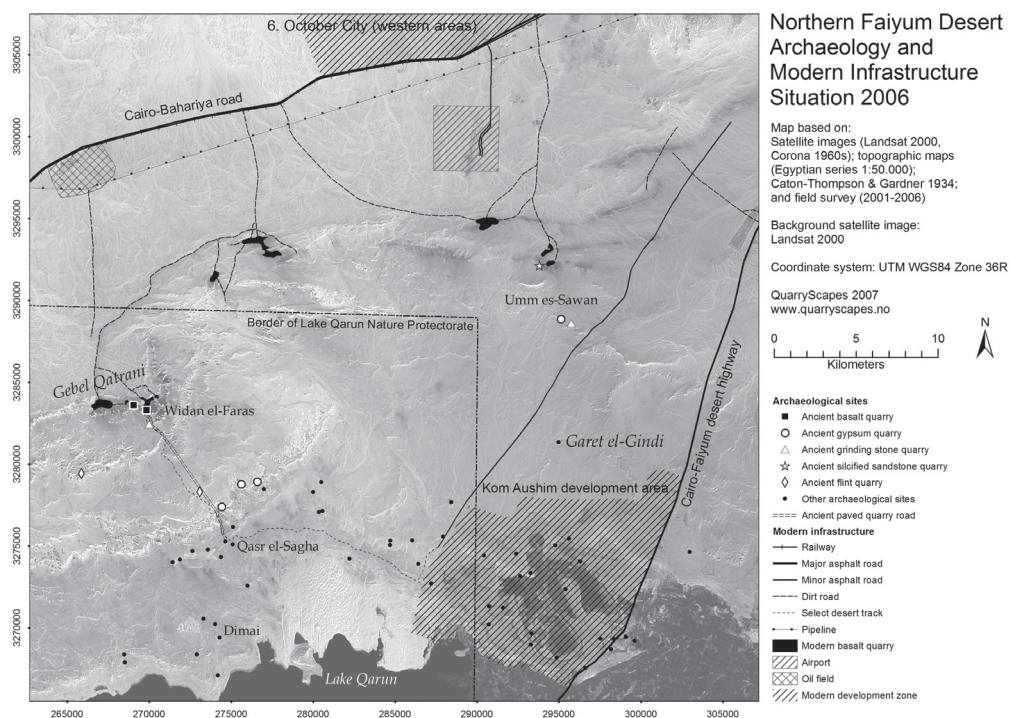 Northern Faiyum Desert
Archaeology and
Modern Infrastructure
Situation 2006
Map based on:
Satellite images (Landsat 2000,
Corona 1960s); topographic maps
(Egyptian series 1:50.000);
Caton-Thompson & Gardner 1934;
and field survey (2001-2006)
Background satellite image:
Landsat 2000
Coordinate system: UTM WGS84 Zone 36R
QuarryScapes 2007
www.quarryscapes.no
N
0 5 10
Kilometers
Archaeological sites
Ancient basalt quarry
Ancient gypsum quarry
Ancient grinding stone quarry
Ancient silcified sandstone quarry
Ancient flint quarry
Other archaeological sites
Ancient paved quarry road
Modern infrastructure
Railway
Major asphalt road
Minor asphalt road
Dirt road
Select desert track
Pipeline
Modern basalt quarry
Airport
Oil field
Modern development zone
6. October City (western areas)
Cairo-Bahariya road
Umm es-Sawan
Border of Lake Qarun Nature Protectorate
Gebel Qatrani
Widan el-Faras
Cairo-Faiyum desert highway
Garet el-Gindi
Kom Aushim development area
Qasr el-Sagha
Dimai
Lake Qarun
3305000
3300000
3295000
3290000
3285000
3280000
3275000
3270000
265000 270000 275000 280000 285000 290000 295000 300000 305000